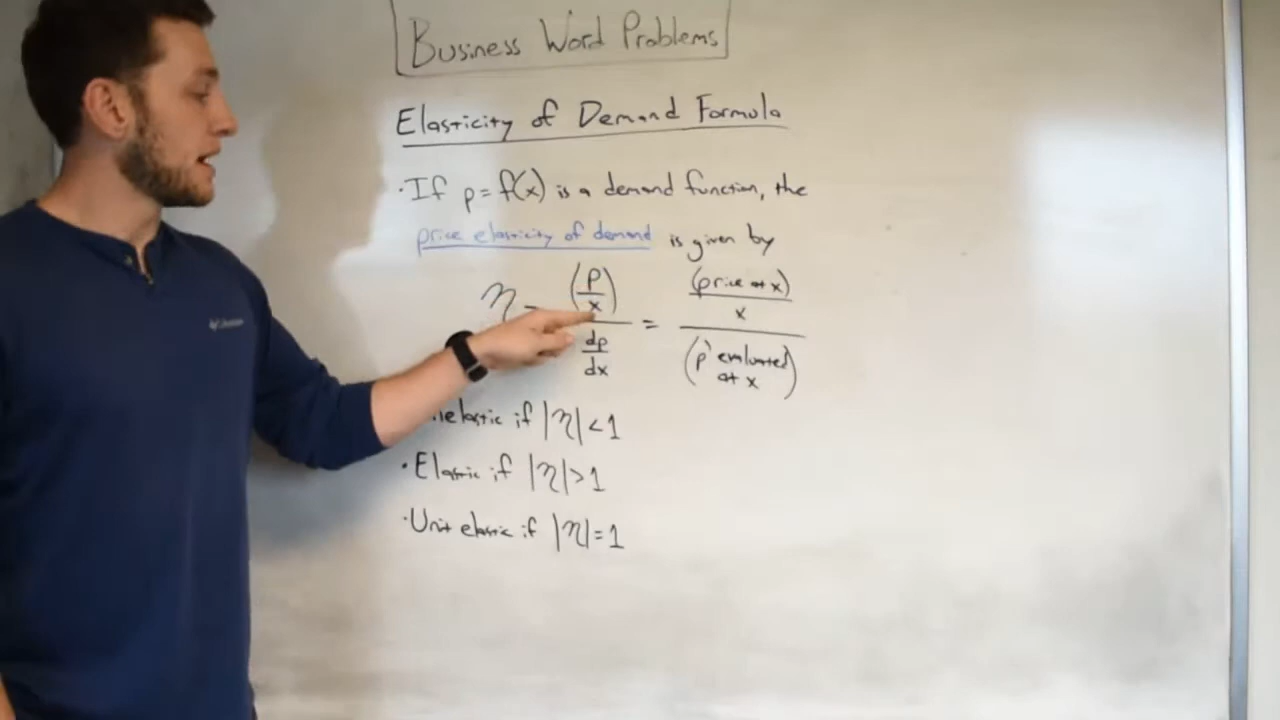 Business Word Problems
Elasticity of Demand Formula
·If p=f(x) is a demand function, the
price elasticity of demand is given by
η = (p/x) / (dp/dx) = ((price at x)/x) / (p' evaluated at x)
elastic if |η|<1
·Elastic if |η|>1
·Unit elastic if |η|=1